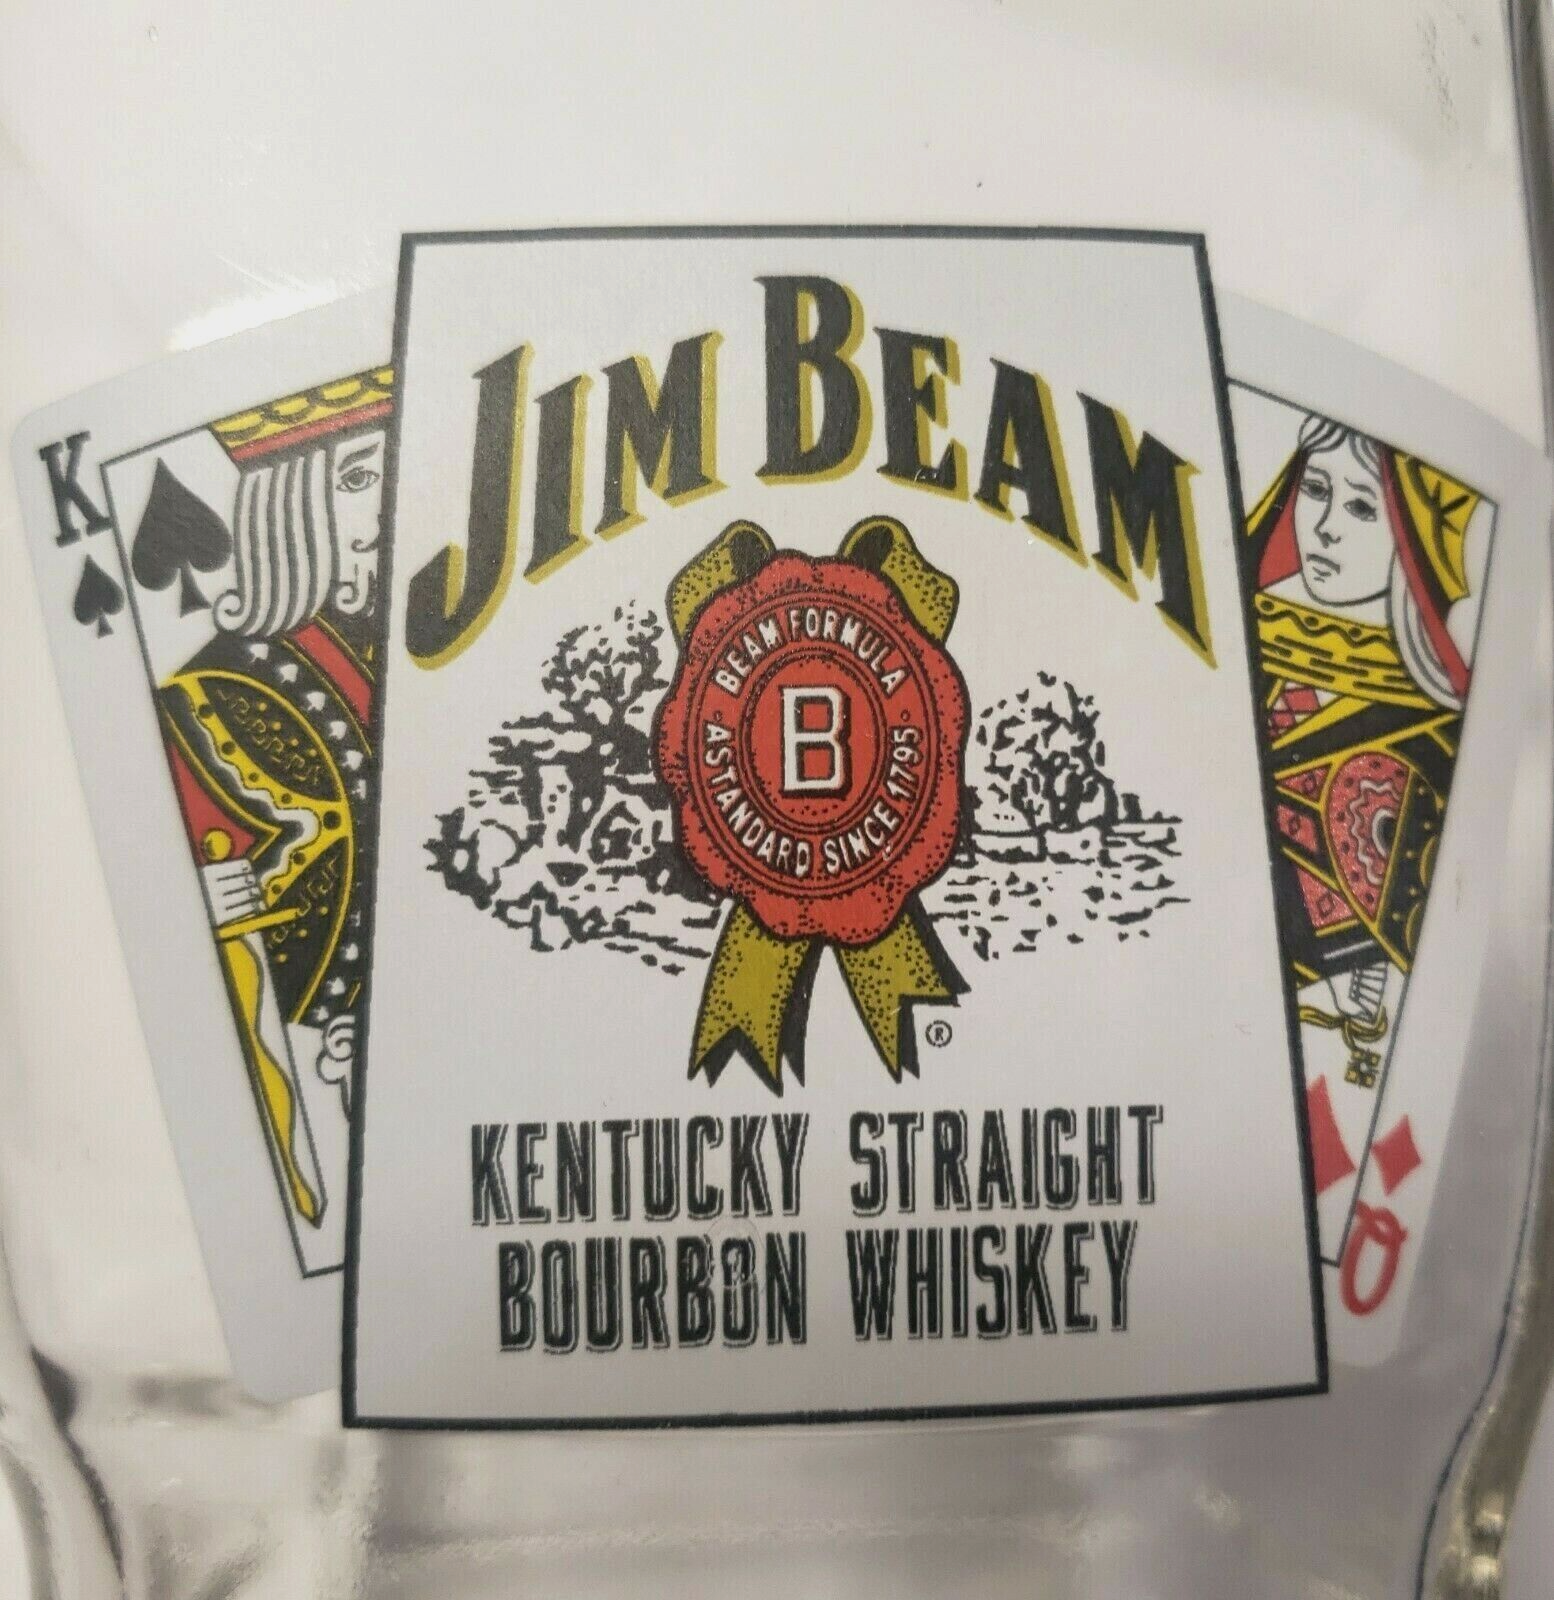 K
JIM BEAM
BEAM FORMULA
B
· A STANDARD SINCE 1795 ·
®
KENTUCKY STRAIGHT
BOURBON WHISKEY
Q